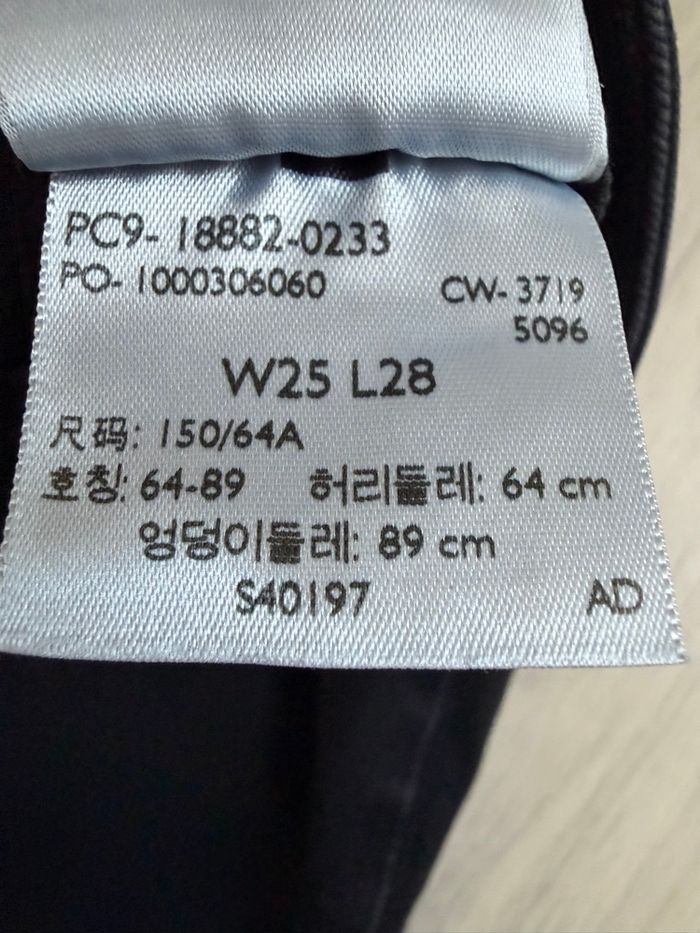 PC9- 18882-0233
PO- 1000306060 CW- 3719
5096
W25 L28
尺码: 150/64A
호칭: 64-89 허리둘레: 64 cm
엉덩이둘레: 89 cm
S40197 AD